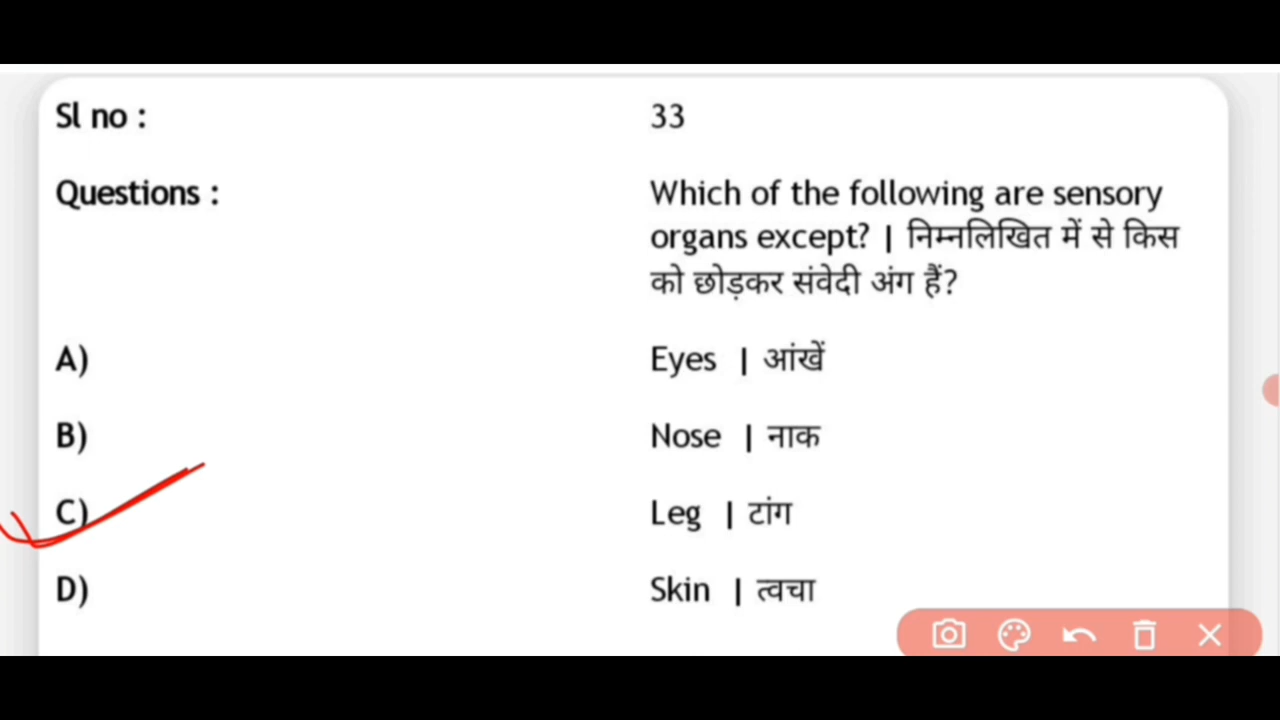 Sl no : 33
Questions : Which of the following are sensory
organs except? | निम्नलिखित में से किस
को छोड़कर संवेदी अंग हैं?
A) Eyes | आंखें
B) Nose | नाक
C) Leg | टांग
D) Skin | त्वचा